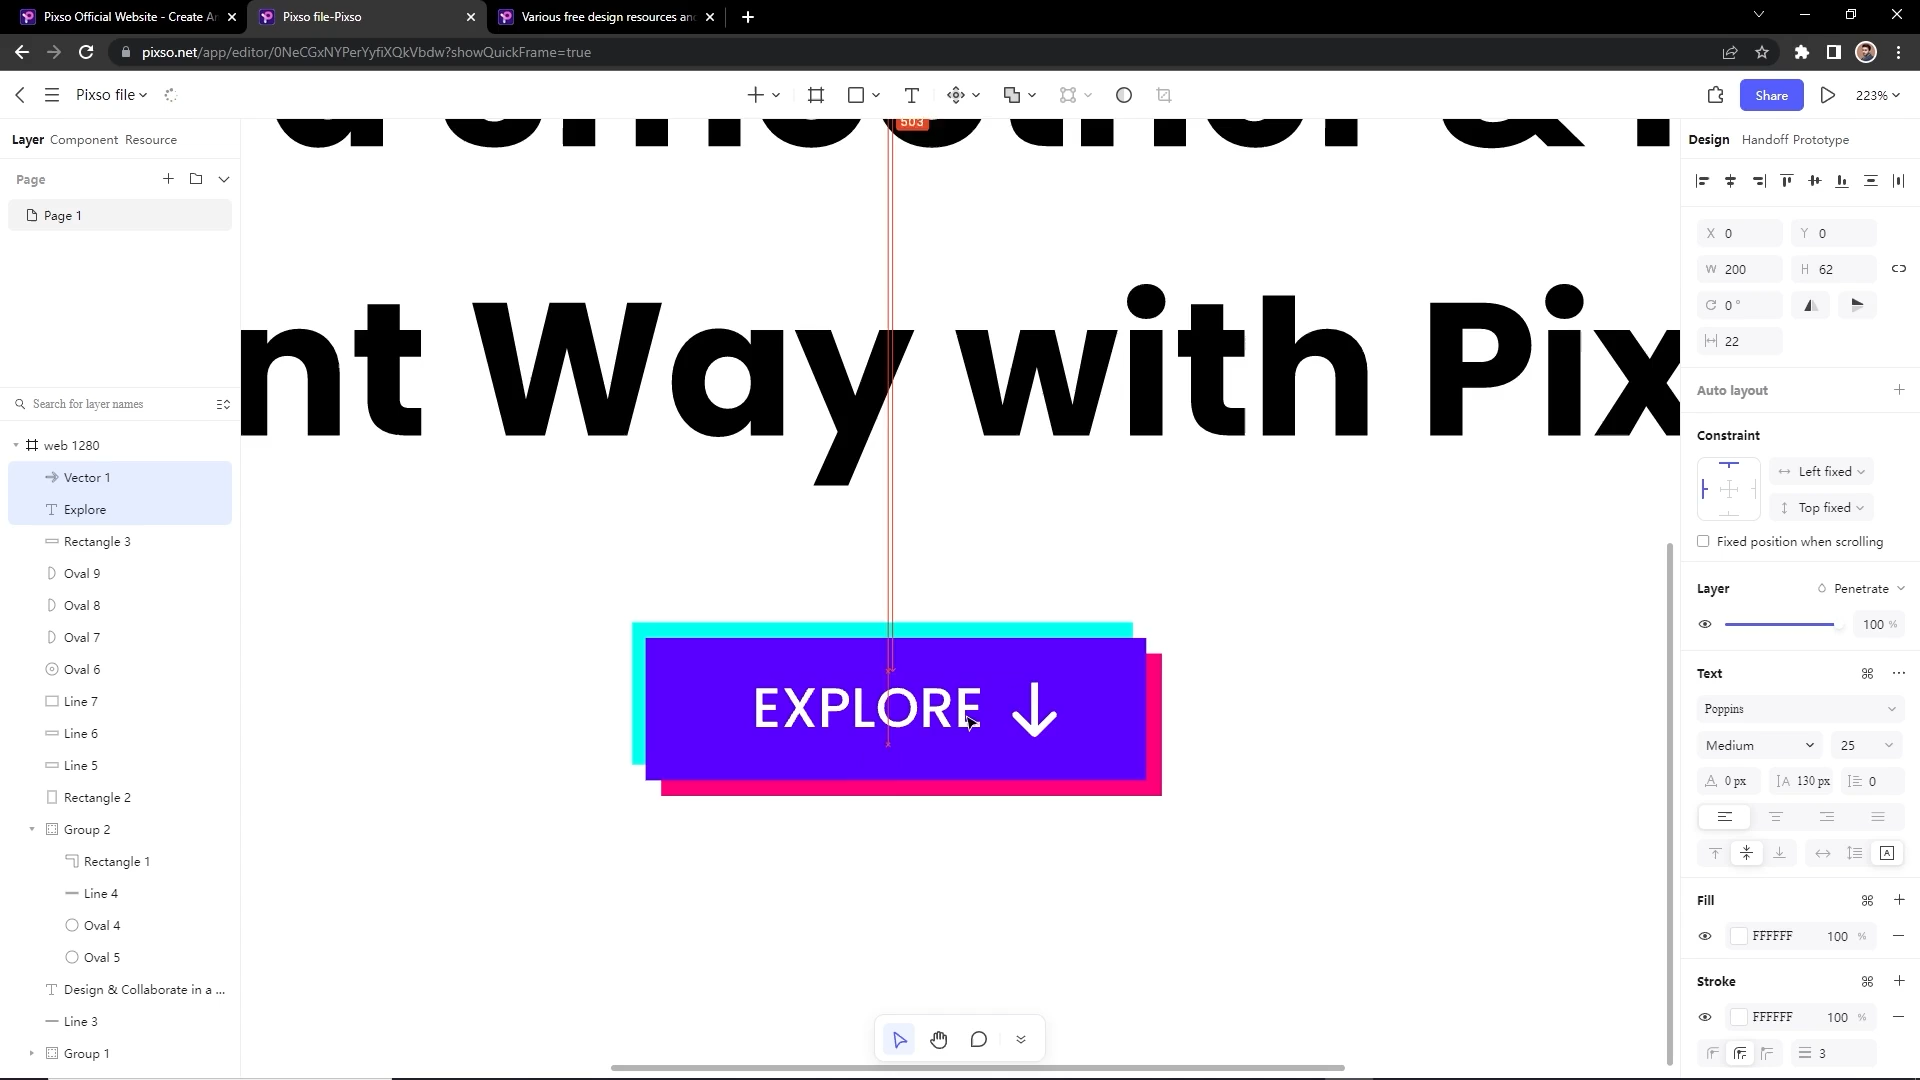 Pixso Official Website - Create Ar
Pixso file-Pixso
Various free design resources and
pixso.net/app/editor/0NeCGxNYPerYyfiXQkVbdw?showQuickFrame=true
Pixso file
Share
223%
Layer Component Resource
Page
Page 1
Search for layer names
web 1280
Vector 1
Explore
Rectangle 3
Oval 9
Oval 8
Oval 7
Oval 6
Line 7
Line 6
Line 5
Rectangle 2
Group 2
Rectangle 1
Line 4
Oval 4
Oval 5
Design & Collaborate in a ...
Line 3
Group 1
503
nt Way with Pix
EXPLORE
Design Handoff Prototype
X 0 Y 0
W 200 H 62
0 °
22
Auto layout
Constraint
Left fixed
Top fixed
Fixed position when scrolling
Layer Penetrate
100 %
Text
Poppins
Medium 25
A 0 px A 130 px 0
A
Fill
FFFFFF 100 %
Stroke
FFFFFF 100 %
3